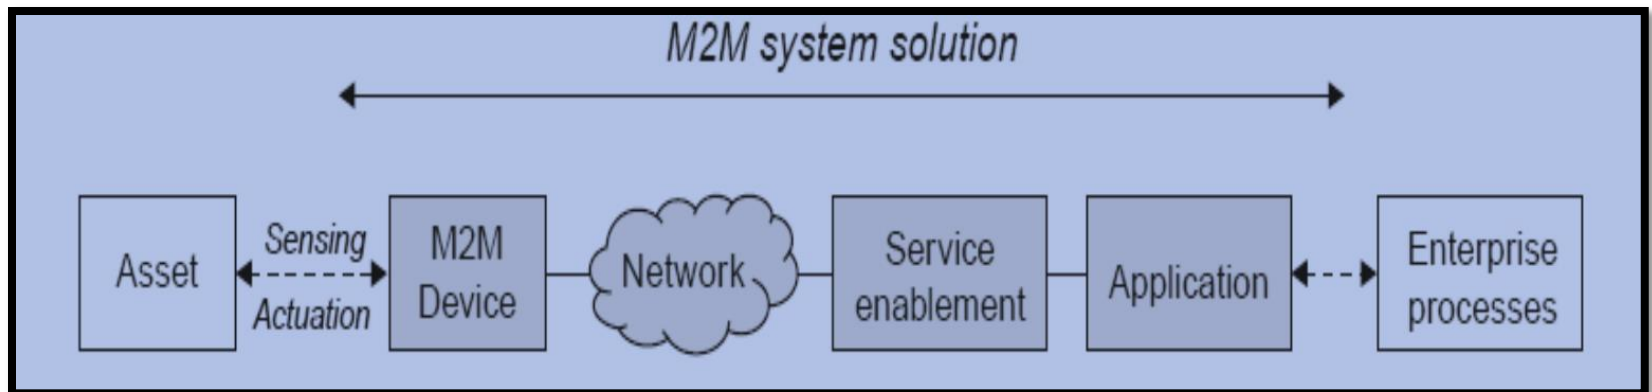 M2M system solution
Asset
Sensing
Actuation
M2M
Device
Network
Service
enablement
Application
Enterprise
processes